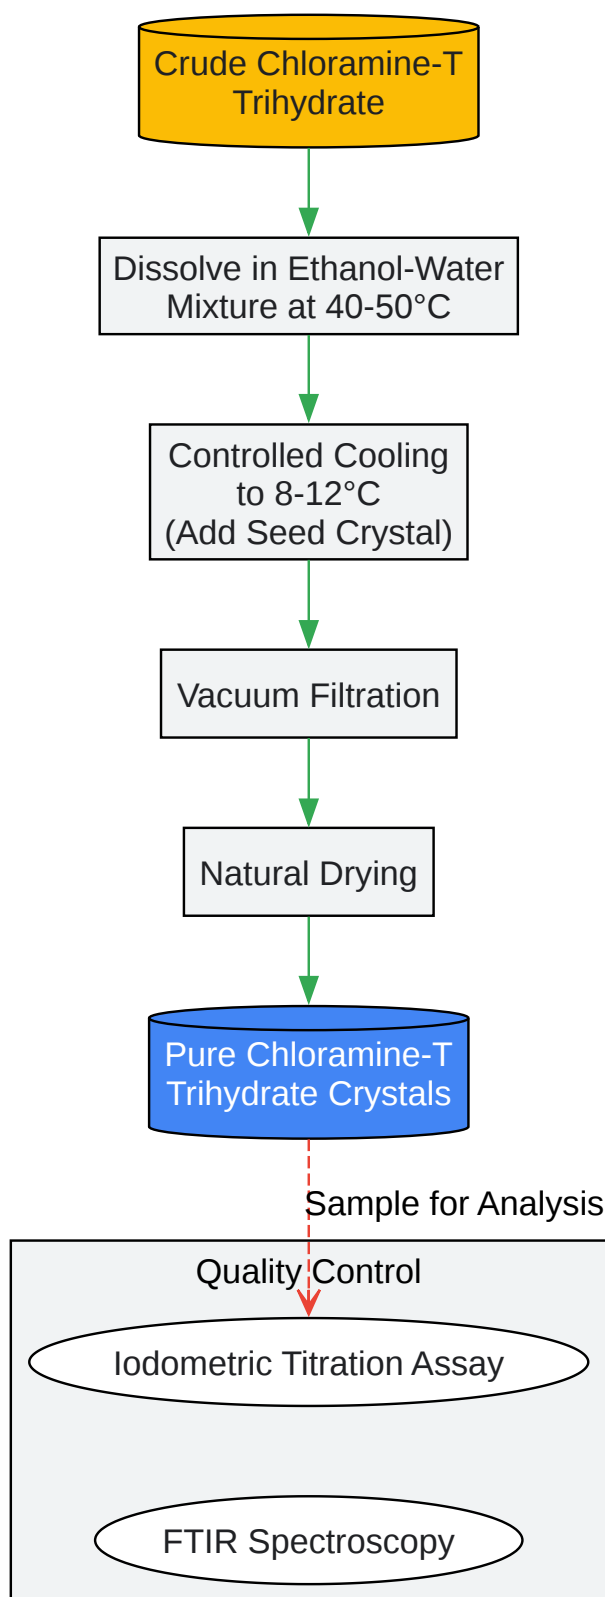 Crude Chloramine-T
Trihydrate
Dissolve in Ethanol-Water
Mixture at 40-50°C
Controlled Cooling
to 8-12°C
(Add Seed Crystal)
Vacuum Filtration
Natural Drying
Pure Chloramine-T
Trihydrate Crystals
Sample for Analysis
Quality Control
Iodometric Titration Assay
FTIR Spectroscopy